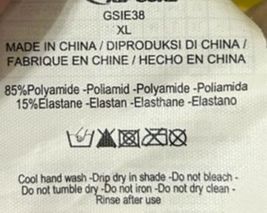 GSIE38
XL
MADE IN CHINA / DIPRODUKSI DI CHINA /
FABRIQUE EN CHINE / HECHO EN CHINA
85%Polyamide -Poliamid -Polyamide -Poliamida
15%Elastane -Elastan -Elasthane -Elastano
Cool hand wash -Drip dry in shade -Do not bleach -
Do not tumble dry -Do not iron -Do not dry clean -
Rinse after use